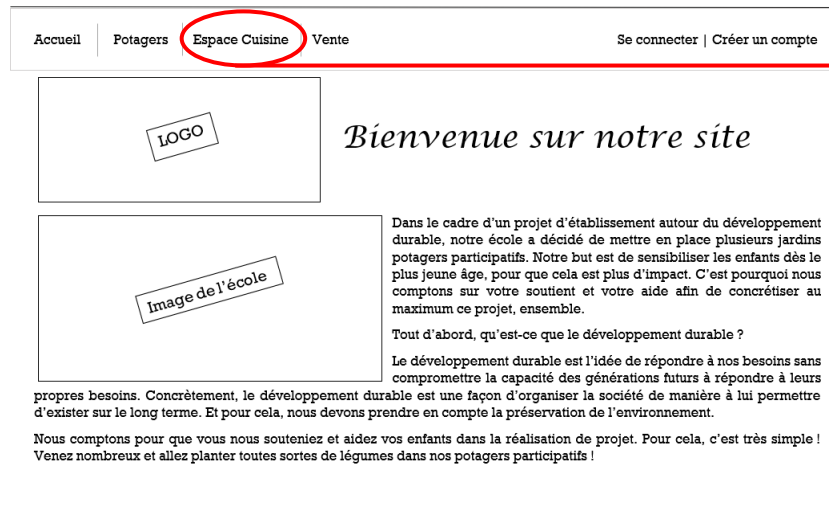 Accueil Potagers Espace Cuisine Vente Se connecter | Créer un compte
LOGO
Bienvenue sur notre site
Image de l'école
Dans le cadre d'un projet d'établissement autour du développement
durable, notre école a décidé de mettre en place plusieurs jardins
potagers participatifs. Notre but est de sensibiliser les enfants dès le
plus jeune âge, pour que cela est plus d'impact. C'est pourquoi nous
comptons sur votre soutient et votre aide afin de concrétiser au
maximum ce projet, ensemble.
Tout d'abord, qu'est-ce que le développement durable ?
Le développement durable est l'idée de répondre à nos besoins sans
compromettre la capacité des générations futurs à répondre à leurs
propres besoins. Concrètement, le développement durable est une façon d'organiser la société de manière à lui permettre
d'exister sur le long terme. Et pour cela, nous devons prendre en compte la préservation de l'environnement.
Nous comptons pour que vous nous souteniez et aidez vos enfants dans la réalisation de projet. Pour cela, c'est très simple !
Venez nombreux et allez planter toutes sortes de légumes dans nos potagers participatifs !